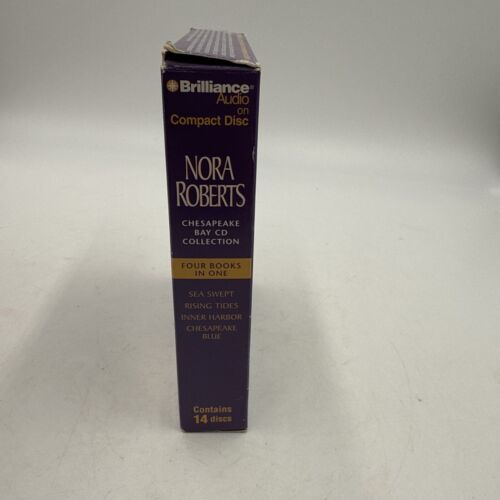 Brilliance®
Audio
on
Compact Disc
NORA
ROBERTS
CHESAPEAKE
BAY CD
COLLECTION
FOUR BOOKS
IN ONE
SEA SWEPT
RISING TIDES
INNER HARBOR
CHESAPEAKE
BLUE
Contains
14 discs